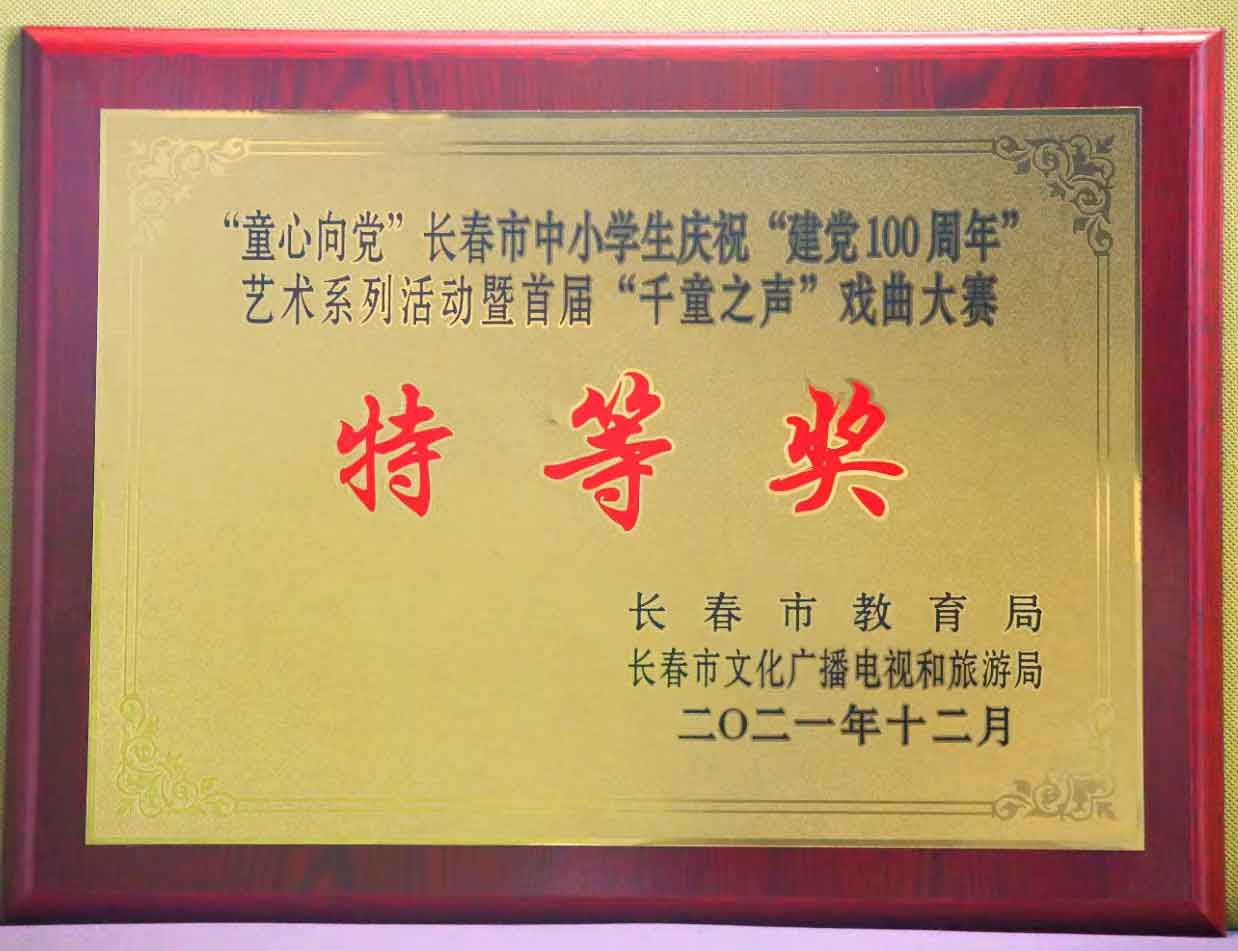 “童心向党”长春市中小学生庆祝“建党100周年”
艺术系列活动暨首届“千童之声”戏曲大赛
特等奖
长春市教育局
长春市文化广播电视和旅游局
二〇二一年十二月